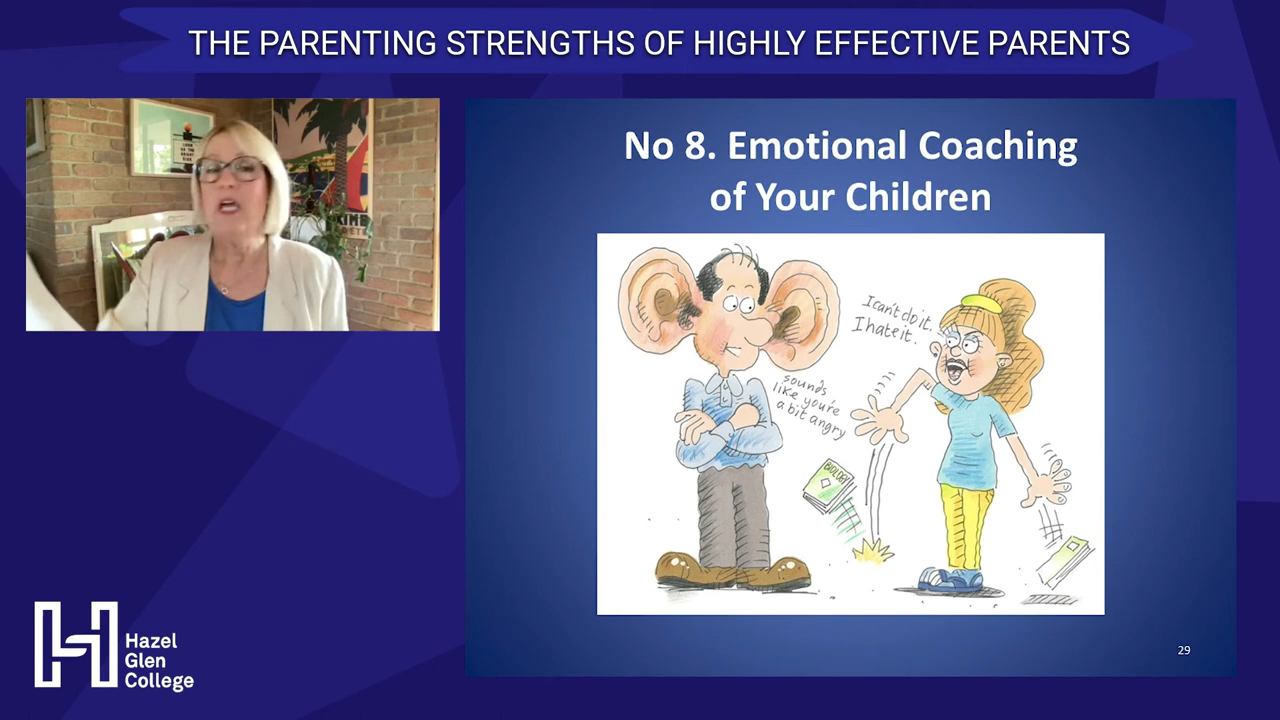 THE PARENTING STRENGTHS OF HIGHLY EFFECTIVE PARENTS
No 8. Emotional Coaching
of Your Children
I can't do it.
I hate it.
sounds
like you're
a bit angry
BIOLOGY
29
Hazel
Glen
College